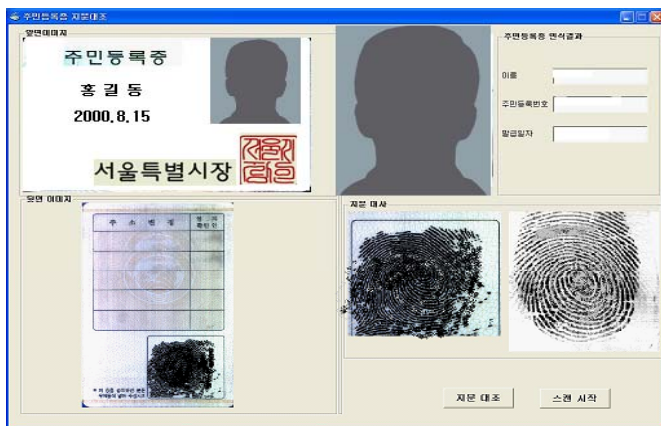 주민등록증 지문대조
앞면이미지
주민등록증
홍 길 동
2000.8.15
서울특별시장
주민등록증 인식결과
이름
주민등록번호
발급일자
뒷면 이미지
주 소 변 경
확 인
지문 대사
지문 대조
스캔 시작